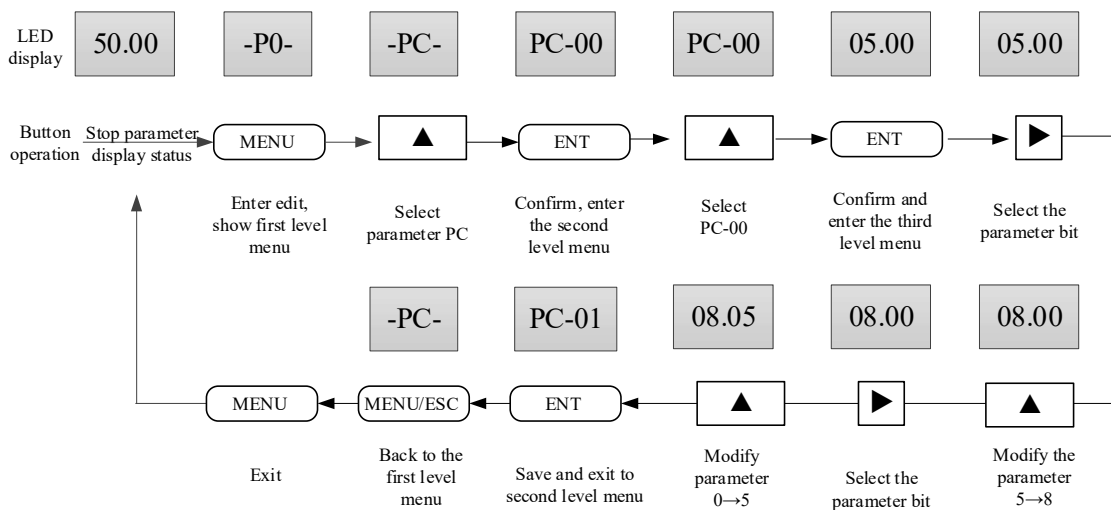 LED
display
50.00
-P0-
-PC-
PC-00
PC-00
05.00
05.00
Button
operation
Stop parameter
display status
MENU
▲
ENT
▲
ENT
▶
Enter edit,
show first level
menu
Select
parameter PC
Confirm, enter
the second
level menu
Select
PC-00
Confirm and
enter the third
level menu
Select the
parameter bit
-PC-
PC-01
08.05
08.00
08.00
MENU
MENU/ESC
ENT
▲
▶
▲
Exit
Back to the
first level
menu
Save and exit to
second level menu
Modify
parameter
0→5
Select the
parameter bit
Modify the
parameter
5→8